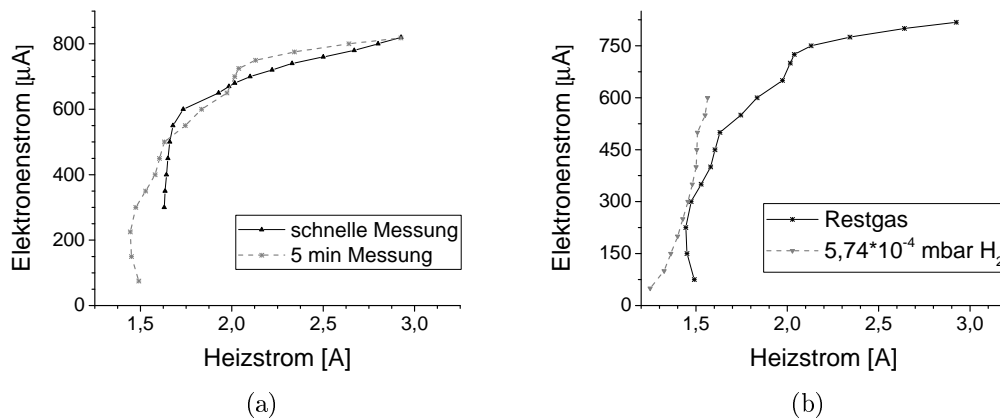 800
600
400
200
0
1,5
2,0
2,5
3,0
Elektronenstrom [µA]
Heizstrom [A]
schnelle Messung
5 min Messung
(a)
750
600
450
300
150
0
1.5
2,0
2,5
3,0
Elektronenstrom [µA]
Heizstrom [A]
Restgas
5,74*10⁻⁴ mbar H₂
(b)